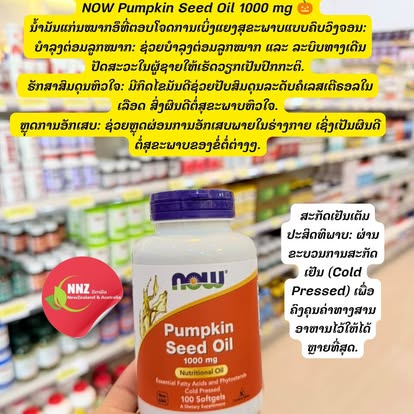 NOW Pumpkin Seed Oil 1000 mg 🎃
ນ້ຳມັນແກ່ນໝາກອຶທີ່ຕອບໂຈດການເບິ່ງແຍງສຸຂະພາບແບບຄົບວົງຈອນ:
ບຳລຸງຕ່ອມລູກໝາກ: ຊ່ວຍບຳລຸງຕ່ອມລູກໝາກ ແລະ ລະບົບທາງເດີນ
ປັດສະວະໃນຜູ້ຊາຍໃຫ້ເຮັດວຽກເປັນປົກກະຕິ.
ຮັກສາສົມດຸນຫົວໃຈ: ມີກົດໄຂມັນດີຊ່ວຍປັບສົມດຸນລະດັບຄໍເລສເຕີຣອລໃນ
ເລືອດ ສົ່ງຜົນດີຕໍ່ສຸຂະພາບຫົວໃຈ.
ຫຼຸດການອັກເສບ: ຊ່ວຍຫຼຸດຜ່ອນການອັກເສບພາຍໃນຮ່າງກາຍ ເຊິ່ງເປັນຜົນດີ
ຕໍ່ສຸຂະພາບຂອງຂໍ້ຕໍ່ຕ່າງໆ.
ສະກັດເຢັນເຕັມ
ປະສິດທິພາບ: ຜ່ານ
ຂະບວນການສະກັດ
ເຢັນ (Cold
Pressed) ເພື່ອ
ຄົງຄຸນຄ່າທາງສານ
ອາຫານໄວ້ໃຫ້ໄດ້
ຫຼາຍທີ່ສຸດ.
NNZ
NewZealand & Australia
NOW
Pumpkin
Seed Oil
1000 mg
Nutritional Oil
Essential Fatty Acids and Phytosterols
Cold Pressed
100 Softgels
A Dietary Supplement